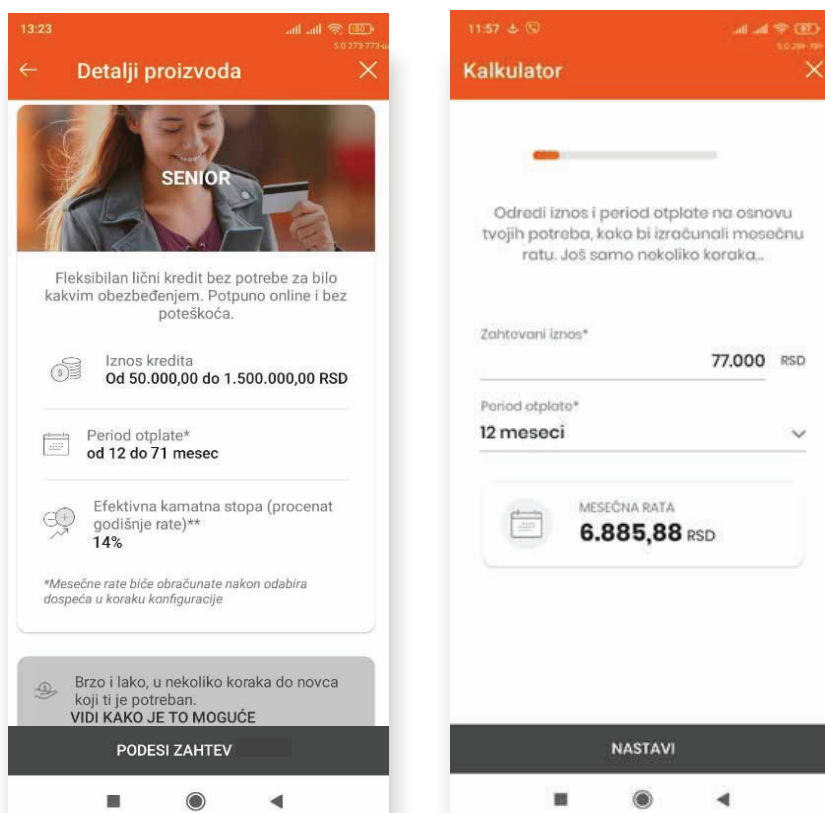 13:23
Detalji proizvoda
SENIOR
Fleksibilan lični kredit bez potrebe za bilo
kakvim obezbeđenjem. Potpuno online i bez
poteškoća.
Iznos kredita
Od 50.000,00 do 1.500.000,00 RSD
Period otplate*
od 12 do 71 mesec
Efektivna kamatna stopa (procenat
godišnje rate)**
14%
*Mesečne rate biće obračunate nakon odabira
dospeća u koraku konfiguracije
Brzo i lako, u nekoliko koraka do novca
koji ti je potreban.
VIDI KAKO JE TO MOGUĆE
PODESI ZAHTEV
11:57
Kalkulator
Odredi iznos i period otplate na osnovu
tvojih potreba, kako bi izračunali mesečnu
ratu. Još samo nekoliko koraka...
Zahtevani iznos*
77.000 RSD
Period otplate*
12 meseci
MESEČNA RATA
6.885,88 RSD
NASTAVI